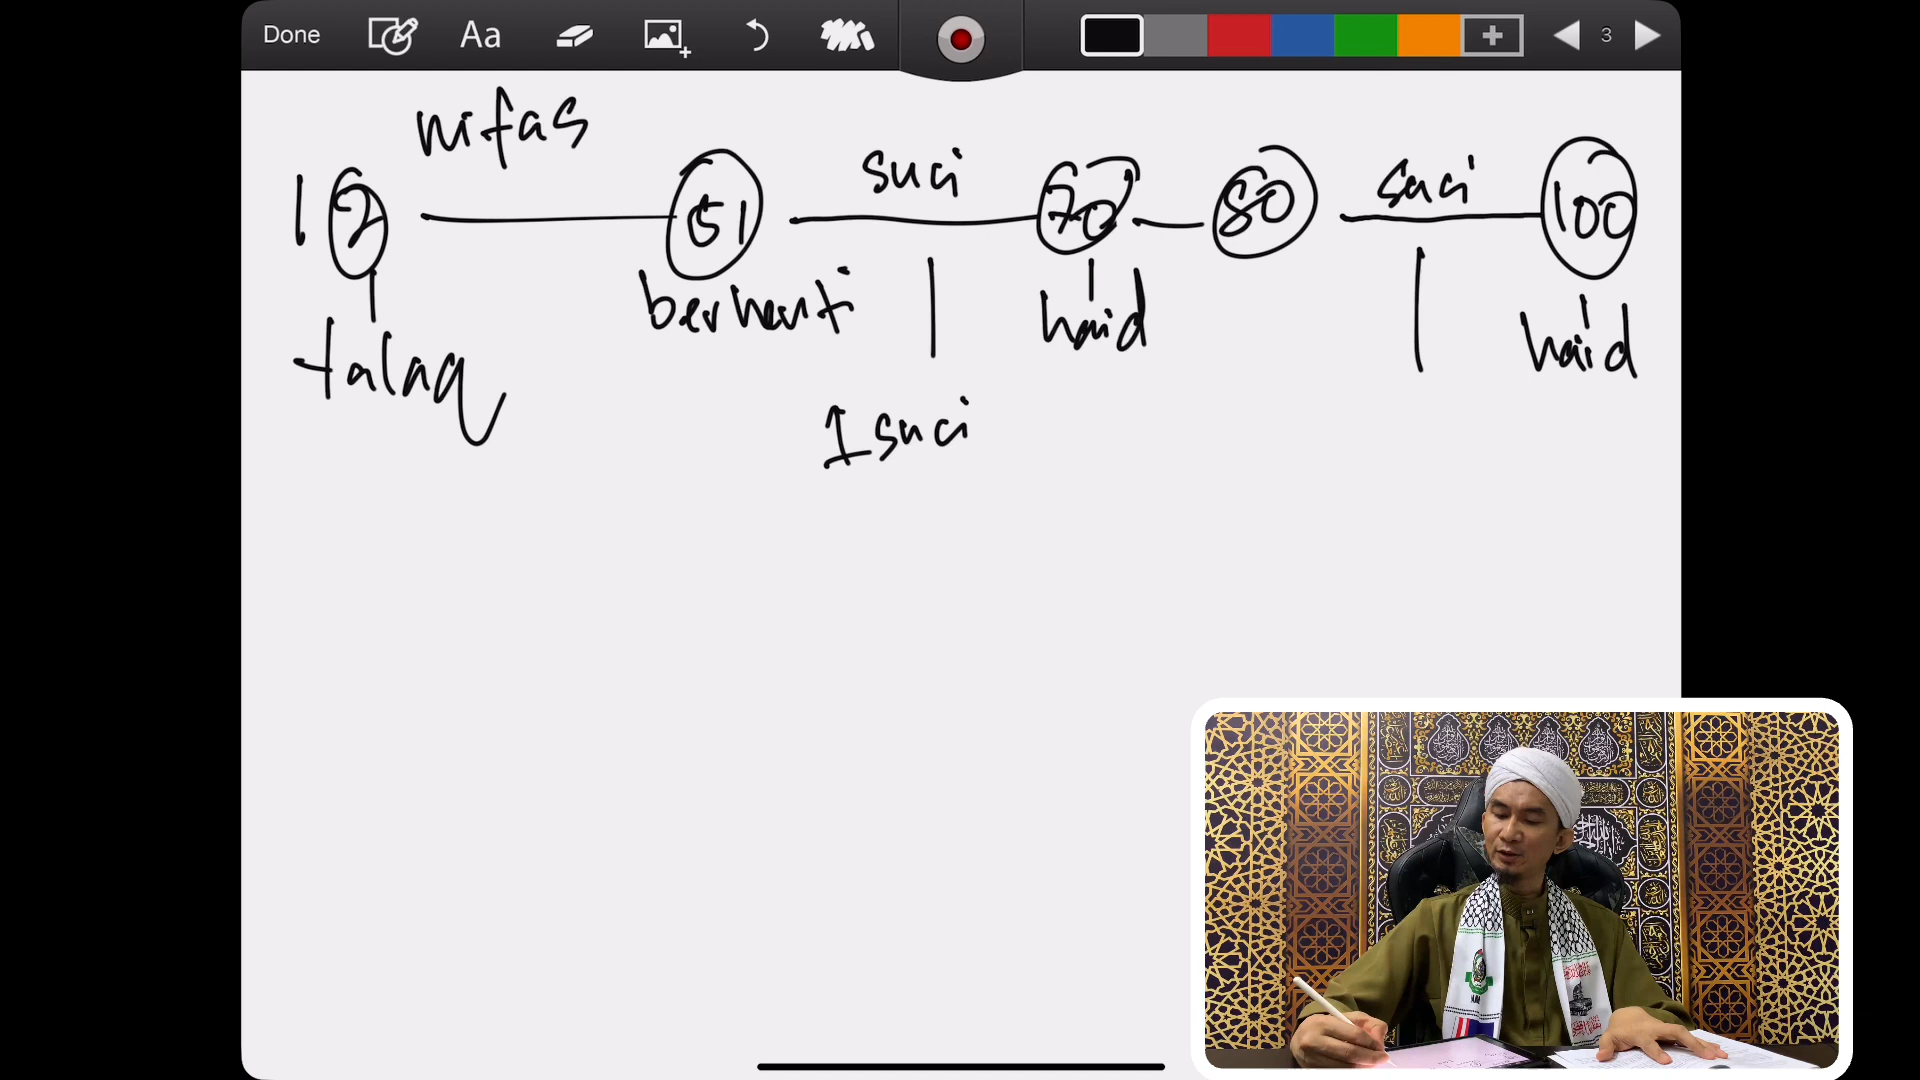 Done Aa 3
nifas
suci suci
1 2 51 70 80 100
berhenti haid haid
talaq
1 suci